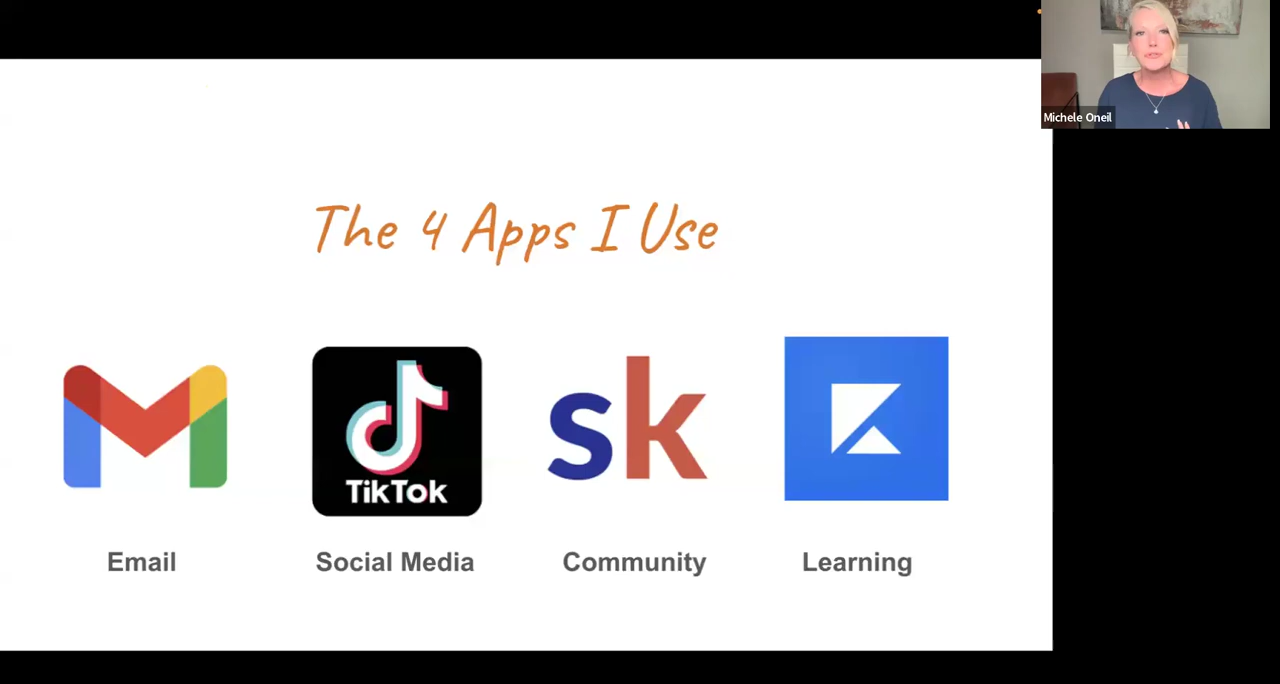 Michele Oneil
The 4 Apps I Use
TikTok
sk
Email
Social Media
Community
Learning